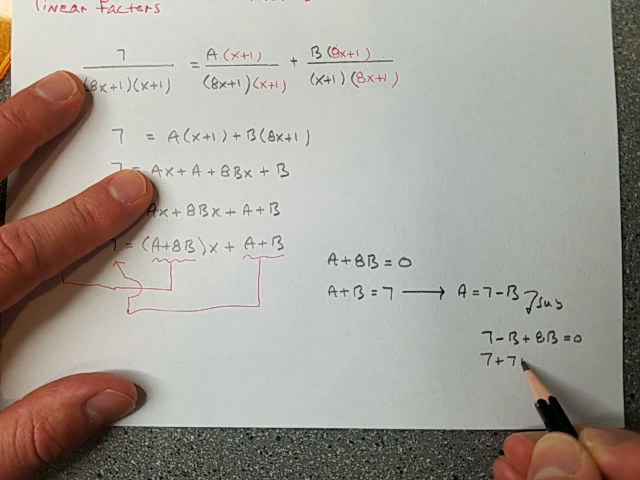 linear Factors
7 / (8x+1)(x+1) = A(x+1) / (8x+1)(x+1) + B(8x+1) / (x+1)(8x+1)
7 = A(x+1) + B(8x+1)
7 = Ax + A + 8Bx + B
Ax + 8Bx + A + B
7 = (A+8B)x + A+B
A + 8B = 0
A + B = 7 ⟶ A = 7 - B
sub
7 - B + 8B = 0
7 + 7